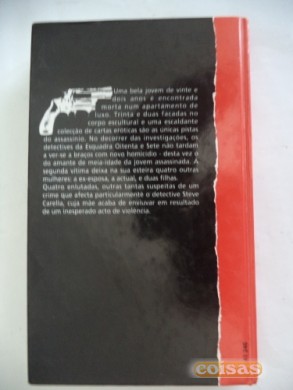 Uma bela jovem de vinte e
dois anos é encontrada
morta num apartamento de
luxo. Trinta e duas facadas no
corpo escultural e uma escaldante
colecção de cartas eróticas são as únicas pistas
do assassínio. No decorrer das investigações, os
detectives da Esquadra Oitenta e Sete não tardam
a ver-se a braços com novo homicídio - desta vez o
do amante de meia-idade da jovem assassinada. A
segunda vítima deixa na sua esteira quatro outras
mulheres: a ex-esposa, a actual, e duas filhas.
Quatro enlutadas, outras tantas suspeitas de um
crime que afecta particularmente o detective Steve
Carella, cuja mãe acaba de enviuvar em resultado
de um inesperado acto de violência.
coisas